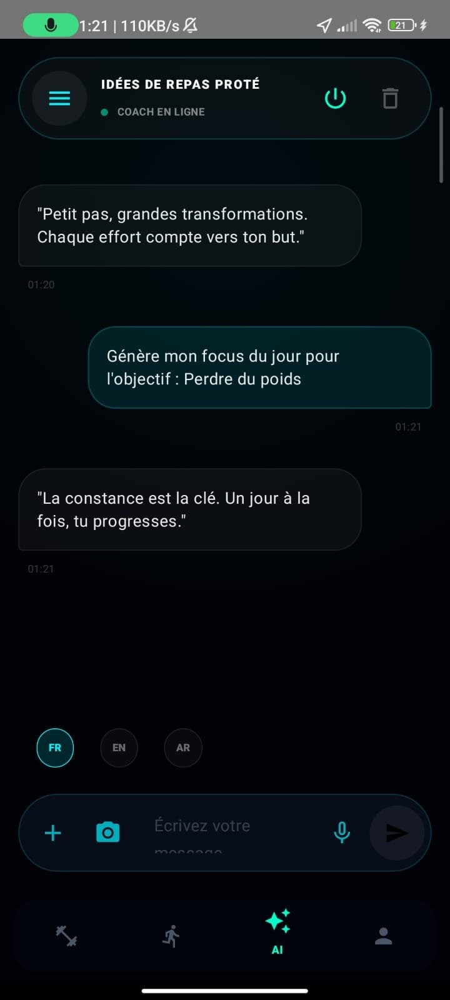 1:21 | 110KB/s
21
IDÉES DE REPAS PROTÉ
COACH EN LIGNE
"Petit pas, grandes transformations.
Chaque effort compte vers ton but."
01:20
Génère mon focus du jour pour
l'objectif : Perdre du poids
01:21
"La constance est la clé. Un jour à la
fois, tu progresses."
01:21
FR EN AR
Écrivez votre
message
AI